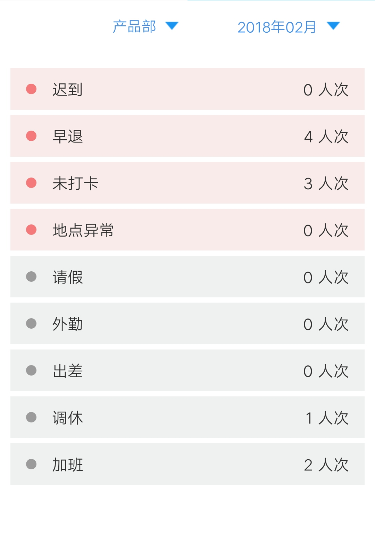 产品部 2018年02月
迟到 0 人次
早退 4 人次
未打卡 3 人次
地点异常 0 人次
请假 0 人次
外勤 0 人次
出差 0 人次
调休 1 人次
加班 2 人次